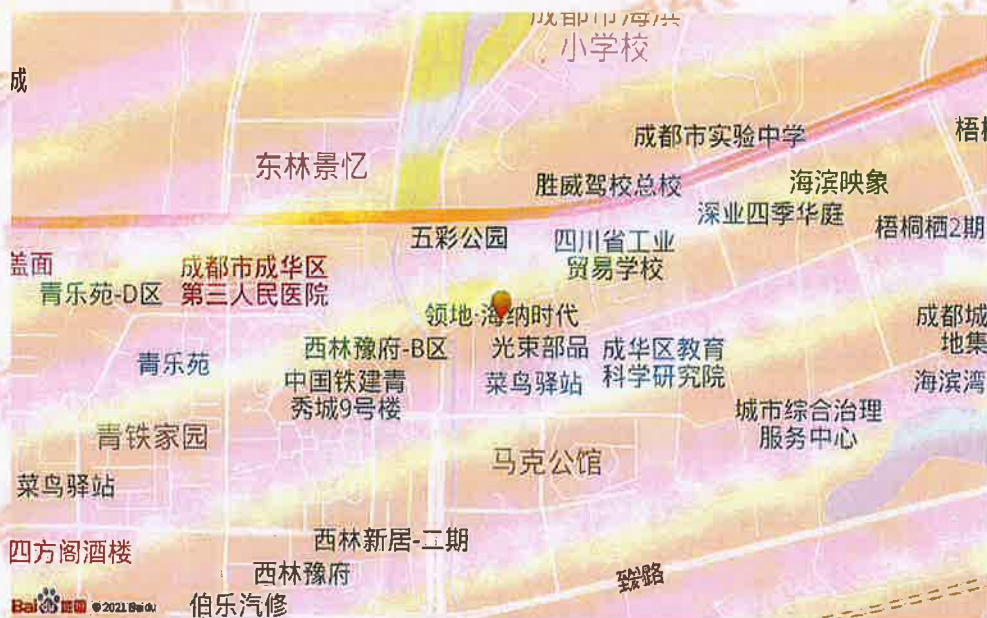 成都市海滨
小学校
成
成都市实验中学
东林景忆
胜威驾校总校
海滨映象
深业四季华庭
梧桐栖2期
五彩公园
四川省工业
贸易学校
盖面
成都市成华区
第三人民医院
青乐苑-D区
领地·海纳时代
成都城
地集
西林豫府-B区
光束部品
成华区教育
科学研究院
青乐苑
中国铁建青
秀城9号楼
菜鸟驿站
海滨湾
城市综合治理
服务中心
青铁家园
马克公馆
菜鸟驿站
西林新居-二期
四方阁酒楼
西林豫府
伯乐汽修
Bai 地图 © 2021 Baidu